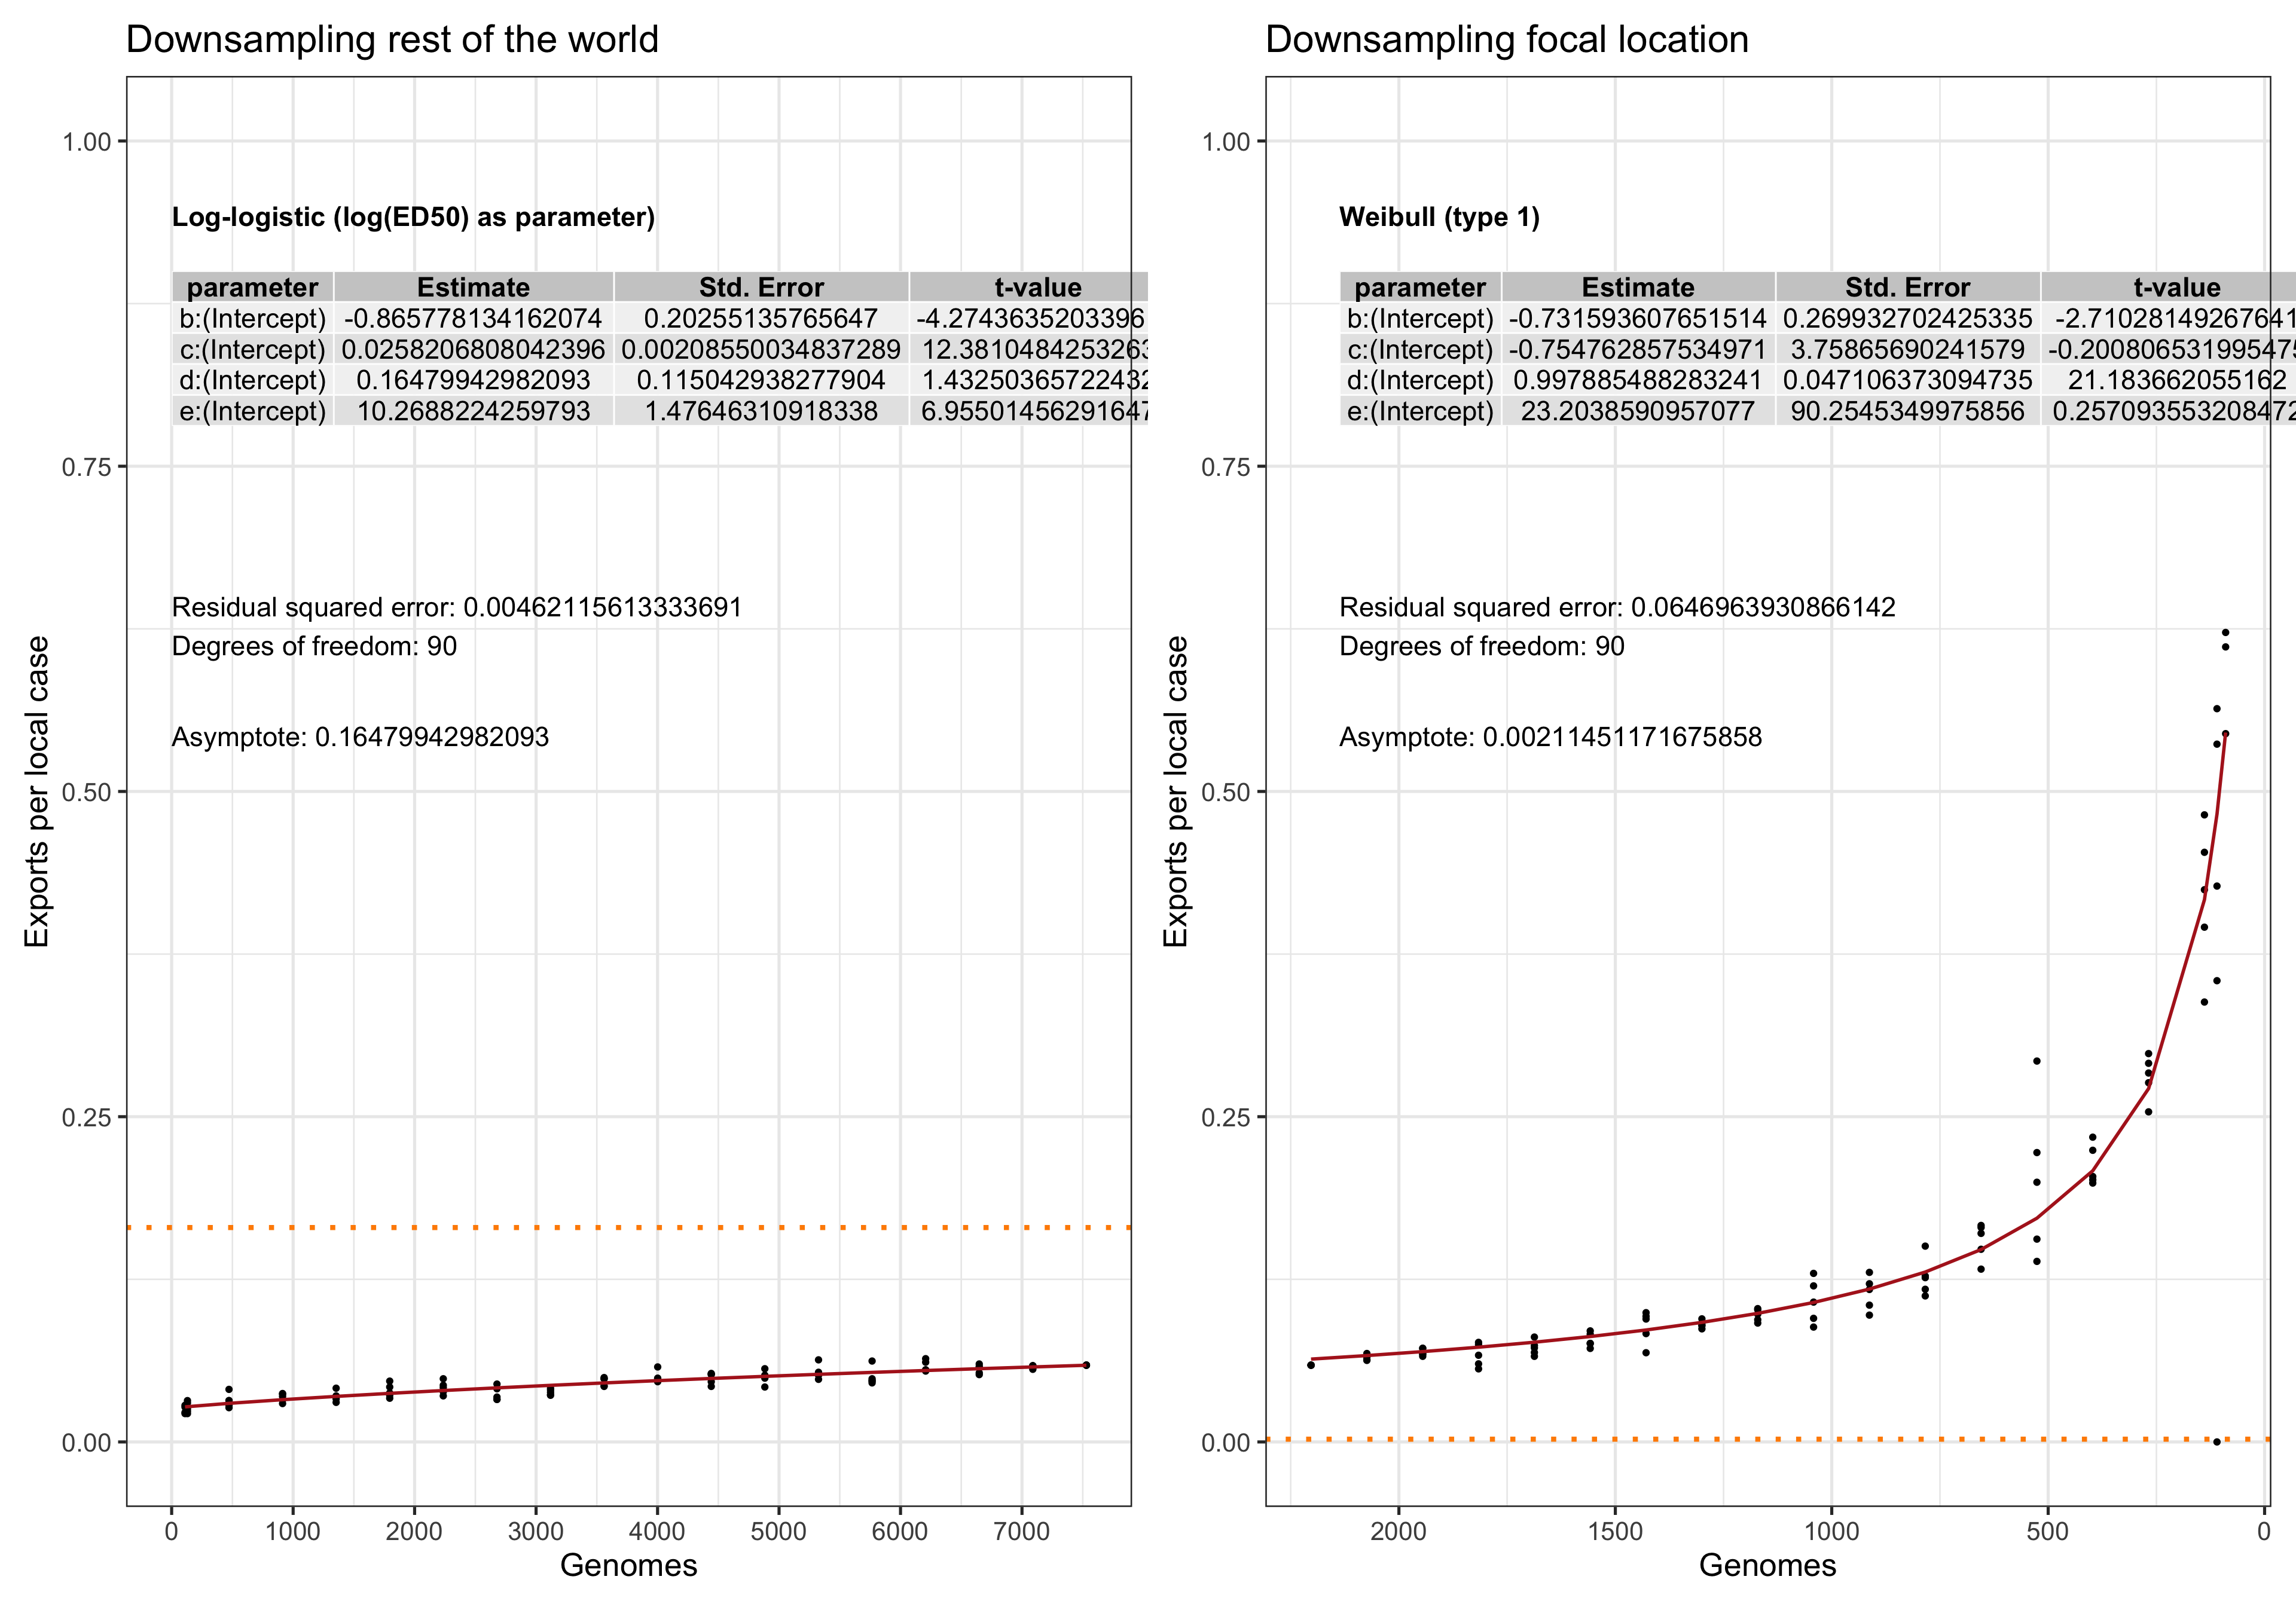 Downsampling rest of the world
Exports per local case
1.00
0.75
0.50
0.25
0.00
Log-logistic (log(ED50) as parameter)
parameter Estimate Std. Error t-value
b:(Intercept) -0.865778134162074 0.20255135765647 -4.2743635203396
c:(Intercept) 0.0258206808042396 0.00208550034837289 12.3810484253263
d:(Intercept) 0.16479942982093 0.115042938277904 1.43250365722432
e:(Intercept) 10.2688224259793 1.47646310918338 6.95501456291647
Residual squared error: 0.00462115613333691
Degrees of freedom: 90
Asymptote: 0.16479942982093
0 1000 2000 3000 4000 5000 6000 7000
Genomes
Downsampling focal location
Exports per local case
1.00
0.75
0.50
0.25
0.00
Weibull (type 1)
parameter Estimate Std. Error t-value
b:(Intercept) -0.731593607651514 0.269932702425335 -2.71028149267641
c:(Intercept) -0.754762857534971 3.75865690241579 -0.200806531995475
d:(Intercept) 0.997885488283241 0.047106373094735 21.183662055162
e:(Intercept) 23.2038590957077 90.2545349975856 0.257093553208472
Residual squared error: 0.0646963930866142
Degrees of freedom: 90
Asymptote: 0.00211451171675858
2000 1500 1000 500 0
Genomes